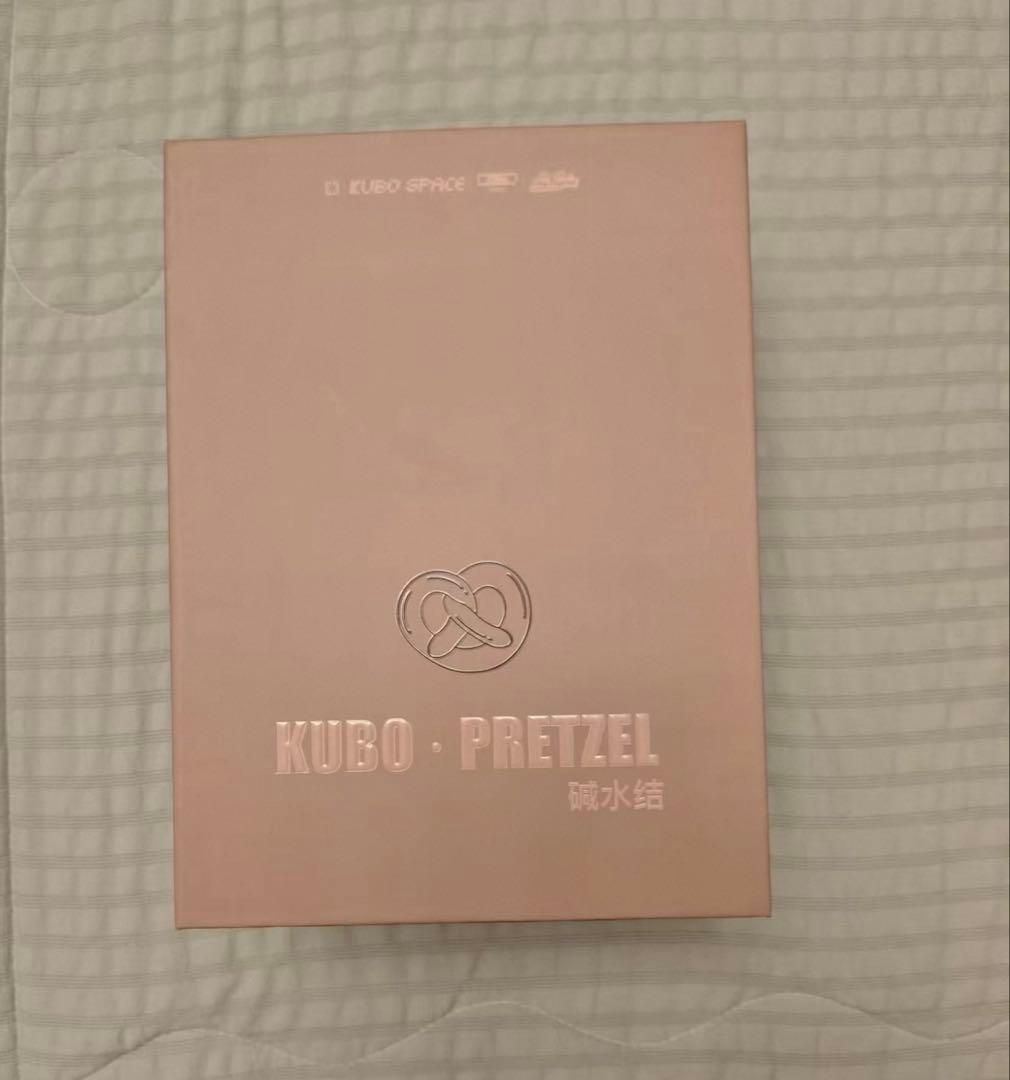 KUBO SPACE
KUBO · PRETZEL
碱水结